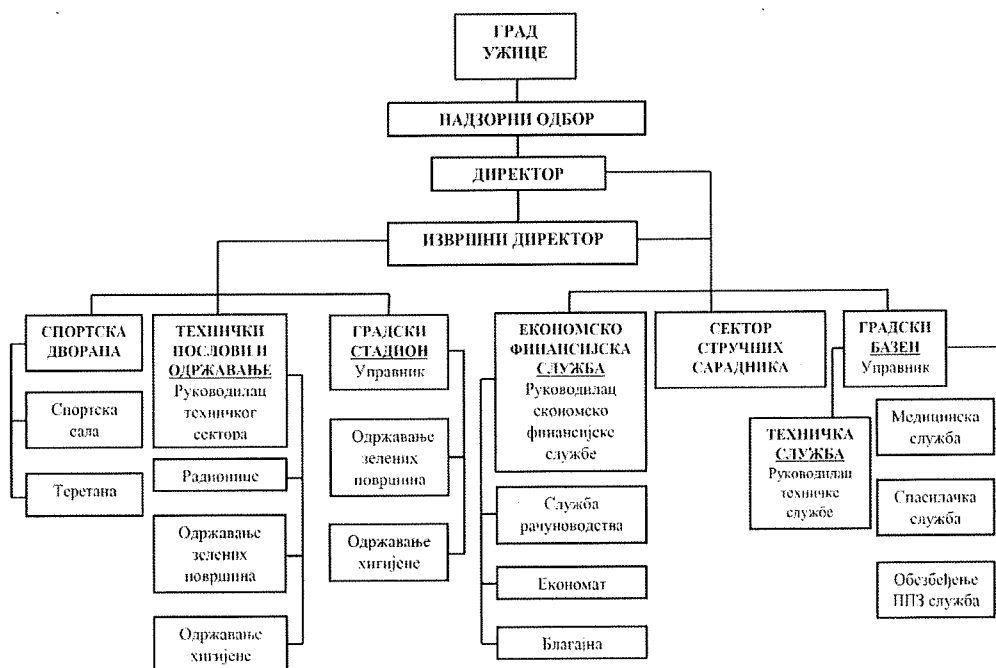 ГРАД
УЖИЦЕ
НАДЗОРНИ ОДБОР
ДИРЕКТОР
ИЗВРШНИ ДИРЕКТОР
СПОРТСКА
ДВОРАНА
Спортска
сала
Теретана
ТЕХНИЧКИ
ПОСЛОВИ И
ОДРЖАВАЊЕ
Руководилац
техничког
сектора
Радионице
Одржавање
зелених
површина
Одржавање
хигијене
ГРАДСКИ
СТАДИОН
Управник
Одржавање
зелених
површина
Одржавање
хигијене
ЕКОНОМСКО
ФИНАНСИЈСКА
СЛУЖБА
Руководилац
економско
финансијске
службе
Служба
рачуноводства
Економат
Благајна
СЕКТОР
СТРУЧНИХ
САРАДНИКА
ГРАДСКИ
БАЗЕН
Управник
ТЕХНИЧКА
СЛУЖБА
Руководилац
техничке
службе
Медицинска
служба
Спасилачка
служба
Обезбеђење
ППЗ служба